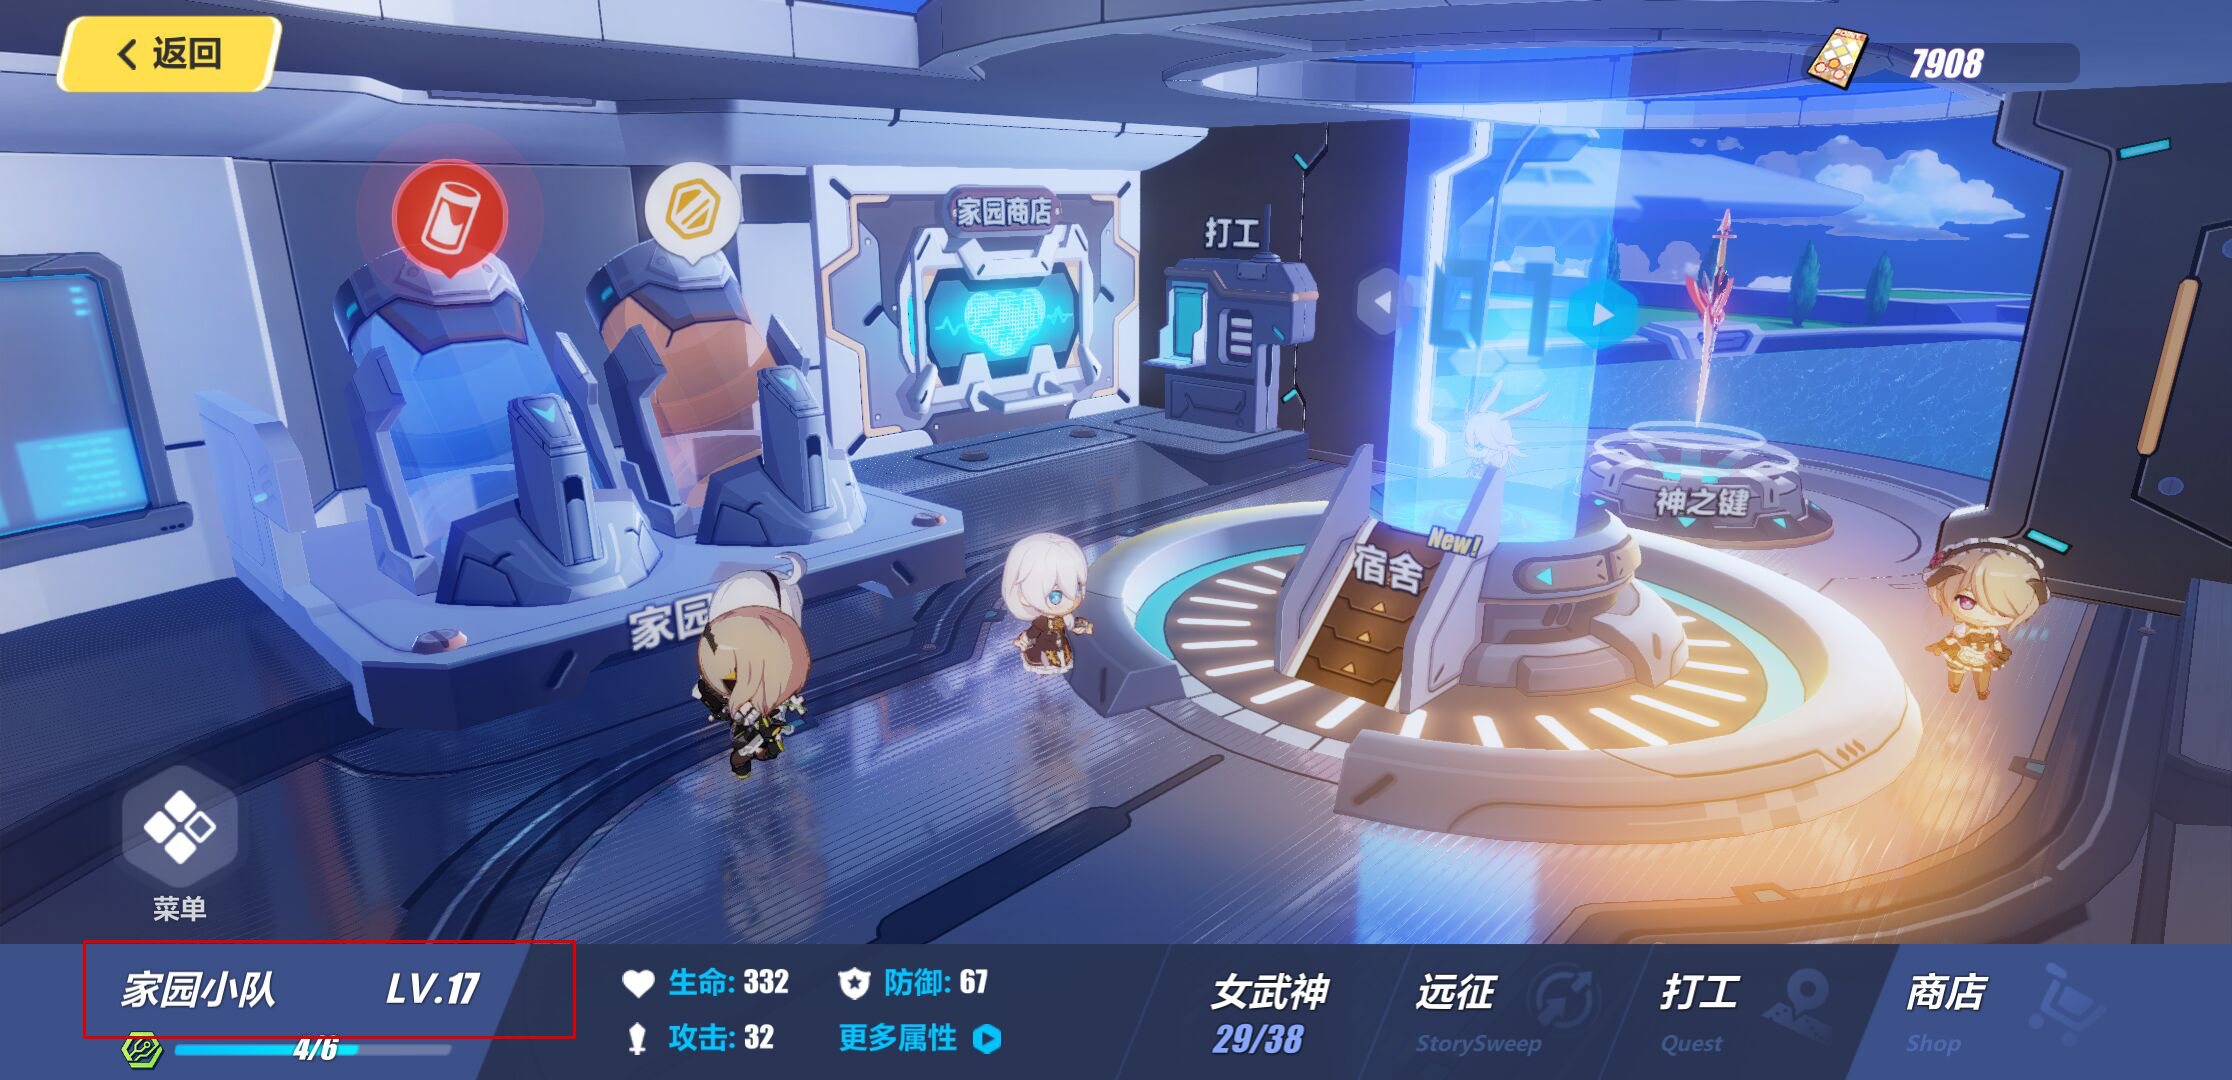 返回
7908
家园商店
打工
神之键
New!
宿舍
家园
菜单
家园小队 LV.17
4/6
生命: 332
防御: 67
攻击: 32
更多属性
女武神
29/38
远征
StorySweep
打工
Quest
商店
Shop